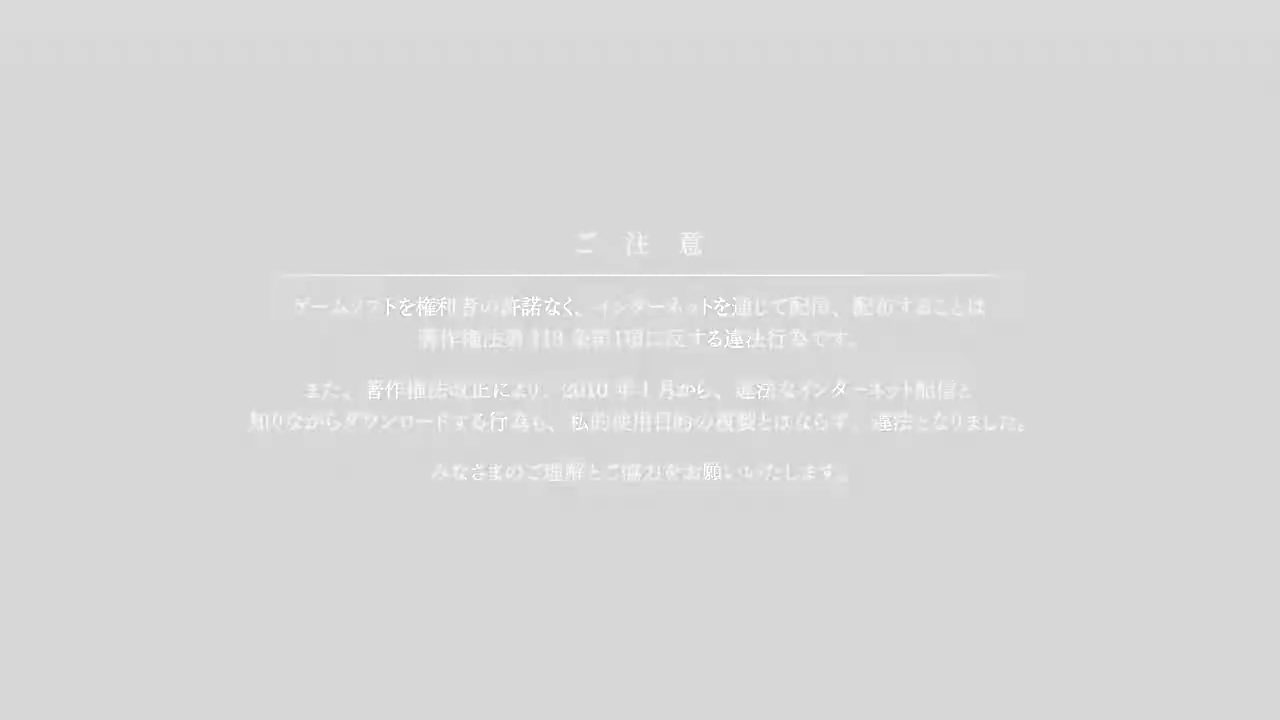 ご注意
ゲームソフトを権利者の許諾なく、インターネットを通じて配信、配布することは
著作権法第119条第1項に反する違法行為です。
また、著作権法改正により、2010年1月から、違法なインターネット配信と
知りながらダウンロードする行為も、私的使用目的の複製とはならず、違法となりました。
みなさまのご理解とご協力をお願いいたします。